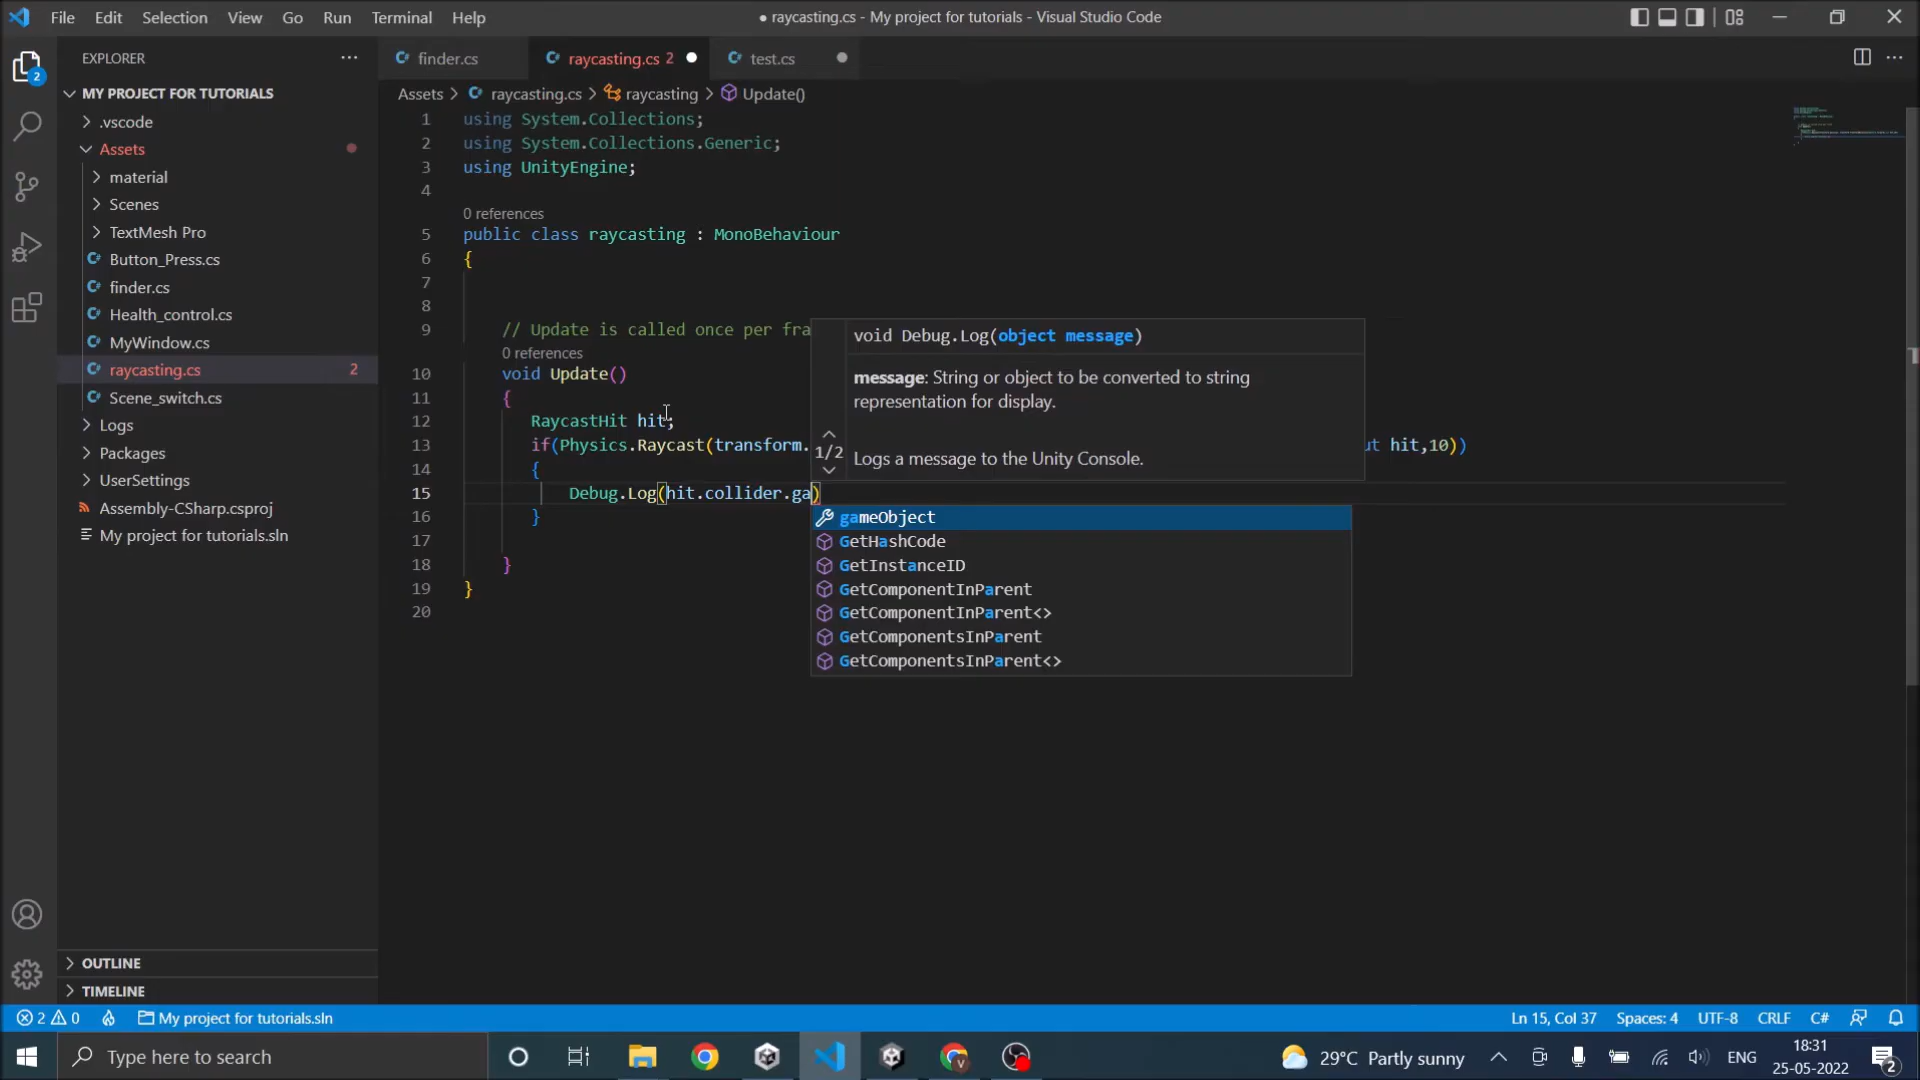 File Edit Selection View Go Run Terminal Help
● raycasting.cs - My project for tutorials - Visual Studio Code
EXPLORER
finder.cs
raycasting.cs 2
test.cs
2
MY PROJECT FOR TUTORIALS
.vscode
Assets
material
Scenes
TextMesh Pro
Button_Press.cs
finder.cs
Health_control.cs
MyWindow.cs
raycasting.cs 2
Scene_switch.cs
Logs
Packages
UserSettings
Assembly-CSharp.csproj
My project for tutorials.sln
OUTLINE
TIMELINE
Assets > raycasting.cs > raycasting > Update()
1 using System.Collections;
2 using System.Collections.Generic;
3 using UnityEngine;
4
0 references
5 public class raycasting : MonoBehaviour
6 {
7
8
9 // Update is called once per fra
0 references
10 void Update()
11 {
12 RaycastHit hit;
13 if(Physics.Raycast(transform. ut hit,10))
14 {
15 Debug.Log(hit.collider.ga)
16 }
17
18 }
19 }
20
void Debug.Log(object message)
message: String or object to be converted to string
representation for display.
1/2
Logs a message to the Unity Console.
gameObject
GetHashCode
GetInstanceID
GetComponentInParent
GetComponentInParent<>
GetComponentsInParent
GetComponentsInParent<>
2 0 My project for tutorials.sln
Ln 15, Col 37 Spaces: 4 UTF-8 CRLF C#
Type here to search
29°C Partly sunny
ENG
18:31
25-05-2022
2